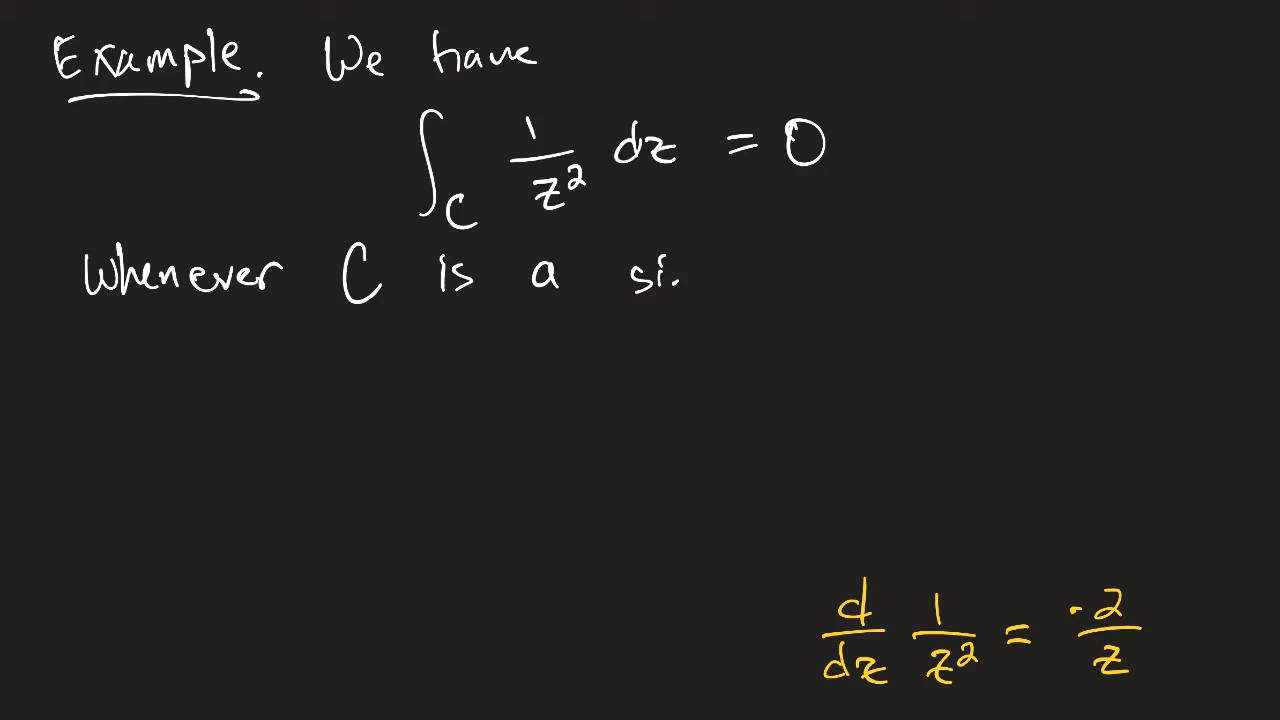 Example. We have
∫_C 1/z² dz = 0
Whenever C is a si.
d/dz 1/z² = -2/z